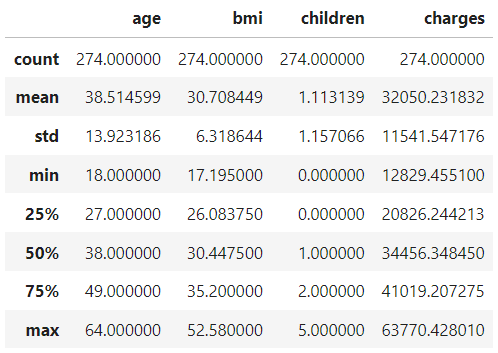 age bmi children charges
count 274.000000 274.000000 274.000000 274.000000
mean 38.514599 30.708449 1.113139 32050.231832
std 13.923186 6.318644 1.157066 11541.547176
min 18.000000 17.195000 0.000000 12829.455100
25% 27.000000 26.083750 0.000000 20826.244213
50% 38.000000 30.447500 1.000000 34456.348450
75% 49.000000 35.200000 2.000000 41019.207275
max 64.000000 52.580000 5.000000 63770.428010